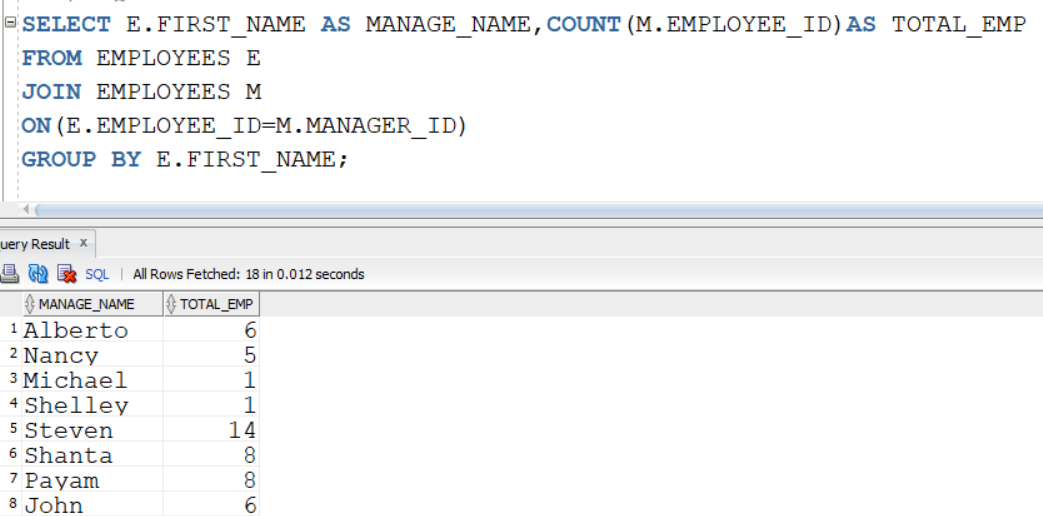 SELECT E.FIRST_NAME AS MANAGE_NAME,COUNT(M.EMPLOYEE_ID)AS TOTAL_EMP
FROM EMPLOYEES E
JOIN EMPLOYEES M
ON(E.EMPLOYEE_ID=M.MANAGER_ID)
GROUP BY E.FIRST_NAME;
uery Result x
SQL | All Rows Fetched: 18 in 0.012 seconds
MANAGE_NAME TOTAL_EMP
1 Alberto 6
2 Nancy 5
3 Michael 1
4 Shelley 1
5 Steven 14
6 Shanta 8
7 Payam 8
8 John 6